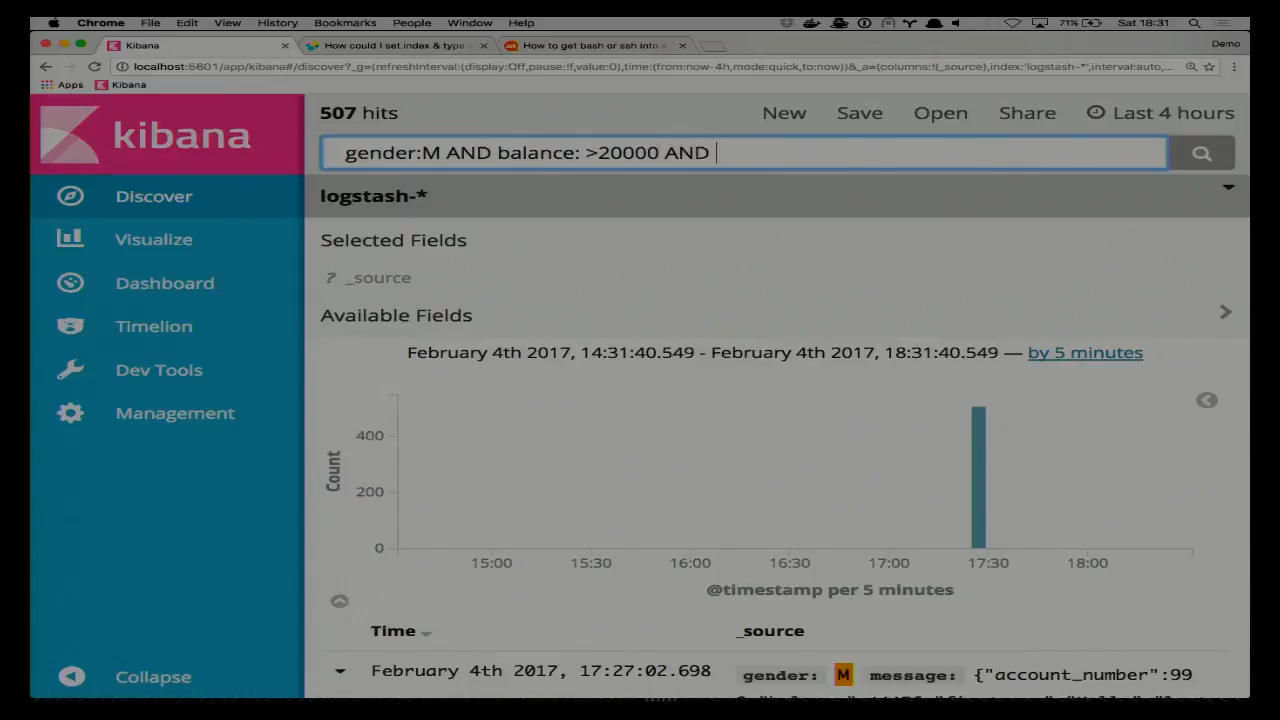 Chrome File Edit View History Bookmarks People Window Help 71% Sat 18:31
Kibana How could I set index & type How to get bash or ssh into a Demo
localhost:5601/app/kibana#/discover?_g=(refreshInterval:(display:Off,pause:!f,value:0),time:(from:now-4h,mode:quick,to:now))&_a=(columns:!(_source),index:'logstash-*',interval:auto,...
Apps Kibana
kibana
Discover
Visualize
Dashboard
Timelion
Dev Tools
Management
Collapse
507 hits New Save Open Share Last 4 hours
gender:M AND balance: >20000 AND
logstash-*
Selected Fields
? _source
Available Fields
February 4th 2017, 14:31:40.549 - February 4th 2017, 18:31:40.549 — by 5 minutes
Count
400
200
0
15:00 15:30 16:00 16:30 17:00 17:30 18:00
@timestamp per 5 minutes
Time _source
February 4th 2017, 17:27:02.698 gender: M message: {"account_number":99